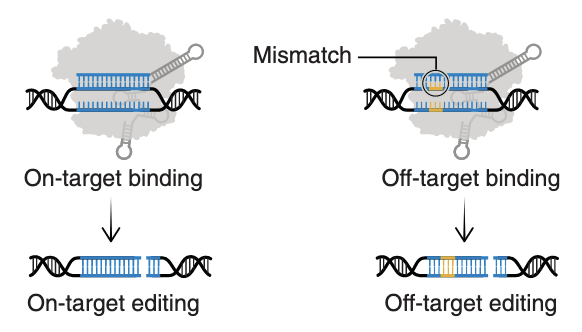 Mismatch
On-target binding
Off-target binding
On-target editing
Off-target editing